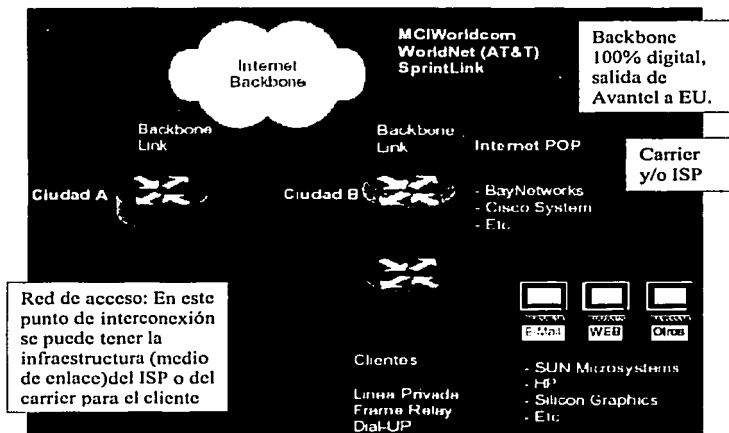 MCIWorldcom
WorldNet (AT&T)
SprintLink
Backbone
100% digital,
salida de
Avantel a EU.
Internet
Backbone
Backbone
Link
Backbone
Link
Internet POP
Carrier
y/o ISP
Ciudad A
Ciudad B
- BayNetworks
- Cisco System
- Etc
Red de acceso: En este
punto de interconexión
se puede tener la
infraestructura (medio
de enlace)del ISP o del
carrier para el cliente
E-Mail
WEB
Otros
Clientes
Linea Privada
Frame Relay
Dial-UP
- SUN Microsystems
- HP
- Silicon Graphics
- Etc